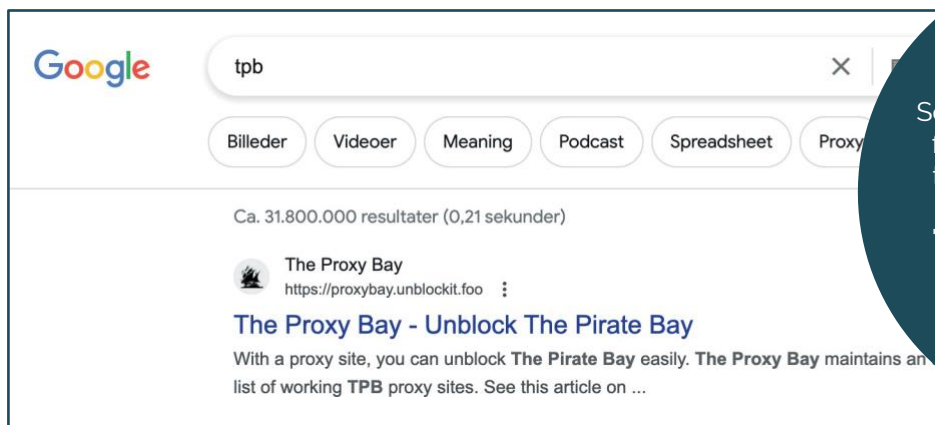 Google
tpb
Billeder Videoer Meaning Podcast Spreadsheet Proxy
Ca. 31.800.000 resultater (0,21 sekunder)
The Proxy Bay
https://proxybay.unblockit.foo
The Proxy Bay - Unblock The Pirate Bay
With a proxy site, you can unblock The Pirate Bay easily. The Proxy Bay maintains an
list of working TPB proxy sites. See this article on ...